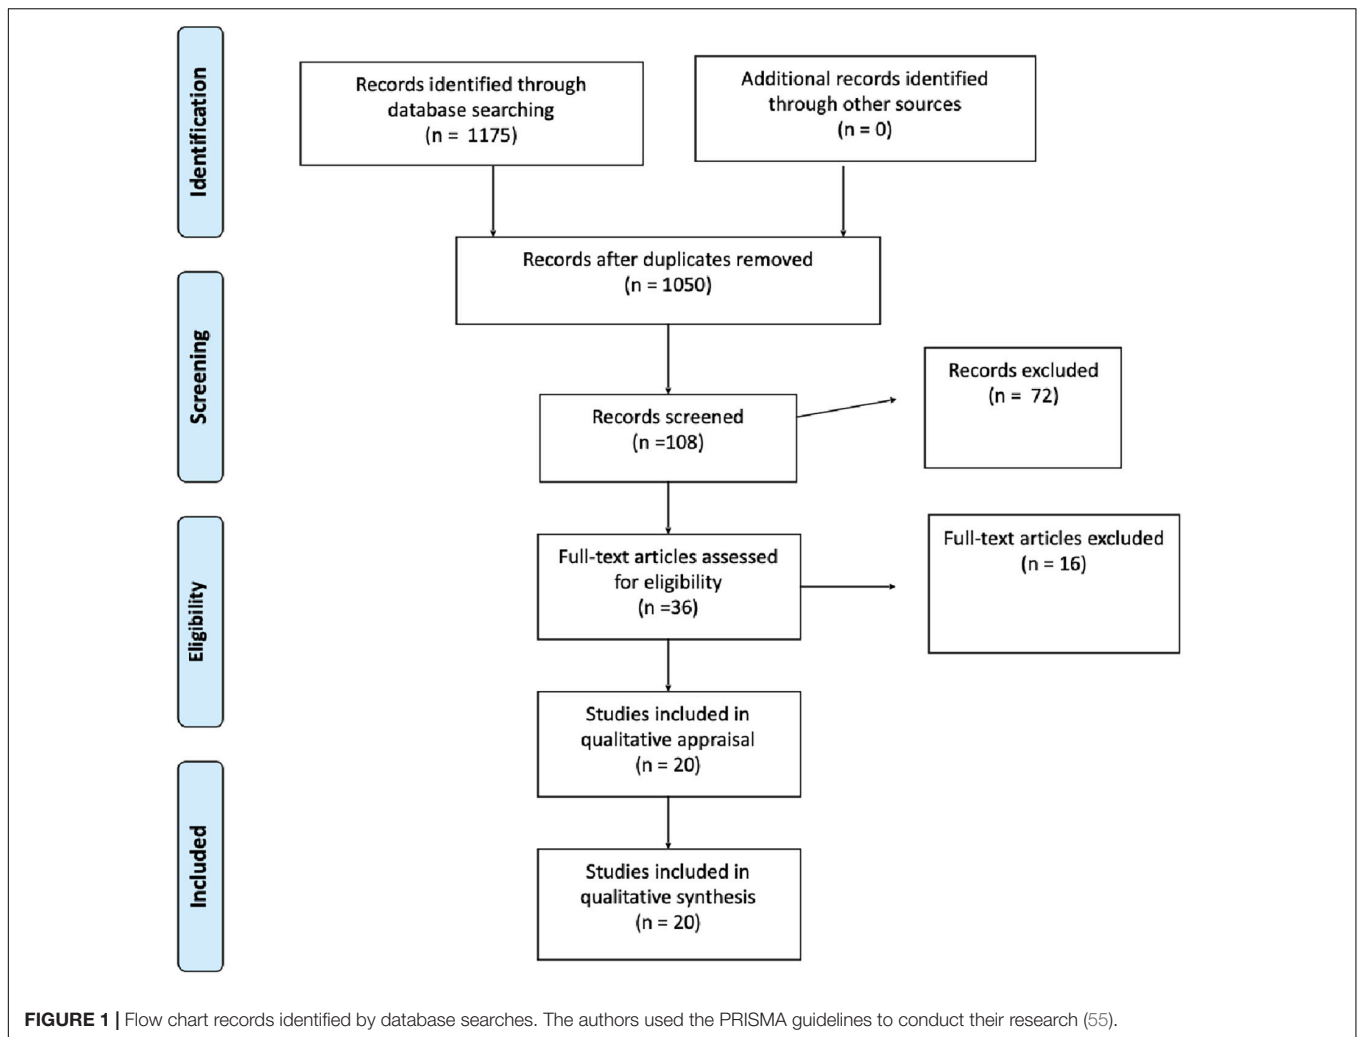 Identification
Records identified through
database searching
(n = 1175)
Additional records identified
through other sources
(n = 0)
Records after duplicates removed
(n = 1050)
Screening
Records screened
(n =108)
Records excluded
(n = 72)
Eligibility
Full-text articles assessed
for eligibility
(n =36)
Full-text articles excluded
(n = 16)
Studies included in
qualitative appraisal
(n = 20)
Included
Studies included in
qualitative synthesis
(n = 20)
FIGURE 1 | Flow chart records identified by database searches. The authors used the PRISMA guidelines to conduct their research (55).